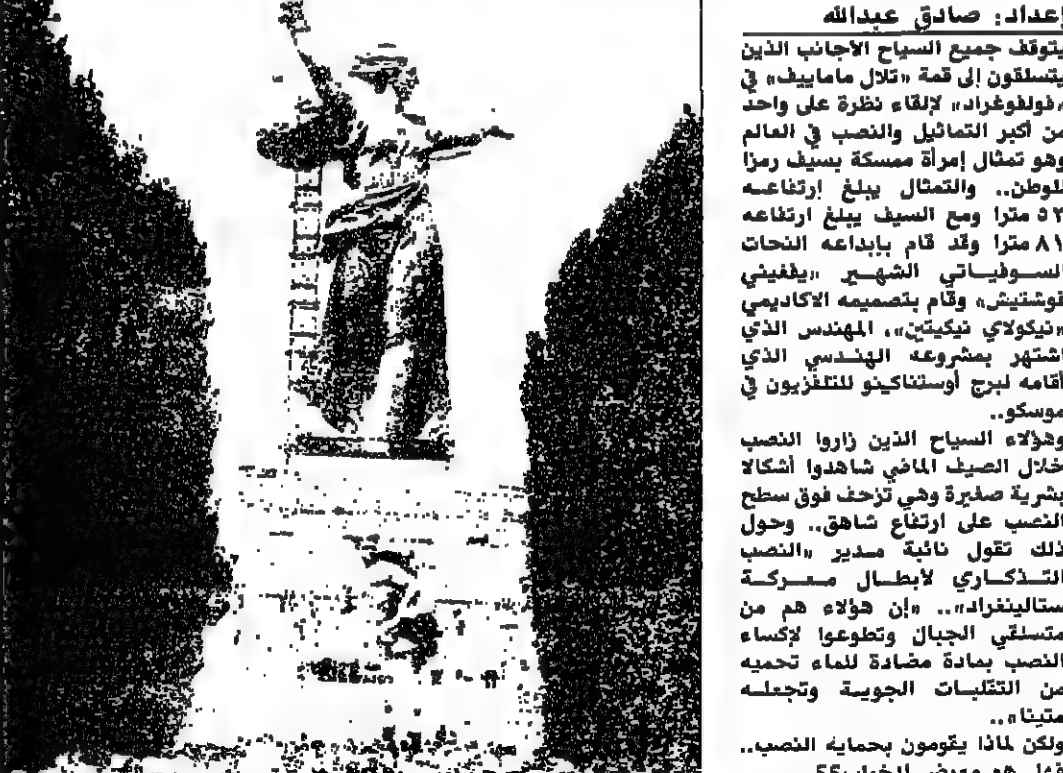 إعداد: صادق عبدالله
يتوقف جميع السياح الأجانب الذين
يتسلقون إلى قمة «تلال ماماييف» في
«فولفوغراد» لإلقاء نظرة على واحد
من أكبر التماثيل والنصب في العالم
وهو تمثال إمرأة ممسكة بسيف رمزا
للوطن.. والتمثال يبلغ إرتفاعه
٥٢ مترا ومع السيف يبلغ ارتفاعه
٨١ مترا وقد قام بإبداعه النحات
السوفياتي الشهير «يفغيني
فوشتيتش» وقام بتصميمه الاكاديمي
«نيكولاي نيكيتين». المهندس الذي
اشتهر بمشروعه الهندسي الذي
أقامه لبرج أوستناكينو للتلفزيون في
موسكو..
وهؤلاء السياح الذين زاروا النصب
خلال الصيف الماضي شاهدوا أشكالا
بشرية صغيرة وهي تزحف فوق سطح
النصب على ارتفاع شاهق.. وحول
ذلك تقول نائبة مدير «النصب
التذكاري لأبطال معركة
ستالينغراد».. «إن هؤلاء هم من
متسلقي الجبال وتطوعوا لإكساء
النصب بمادة مضادة للماء تحميه
من التقلبات الجوية وتجعله
متينا»..
ولكن لماذا يقومون بحماية النصب..